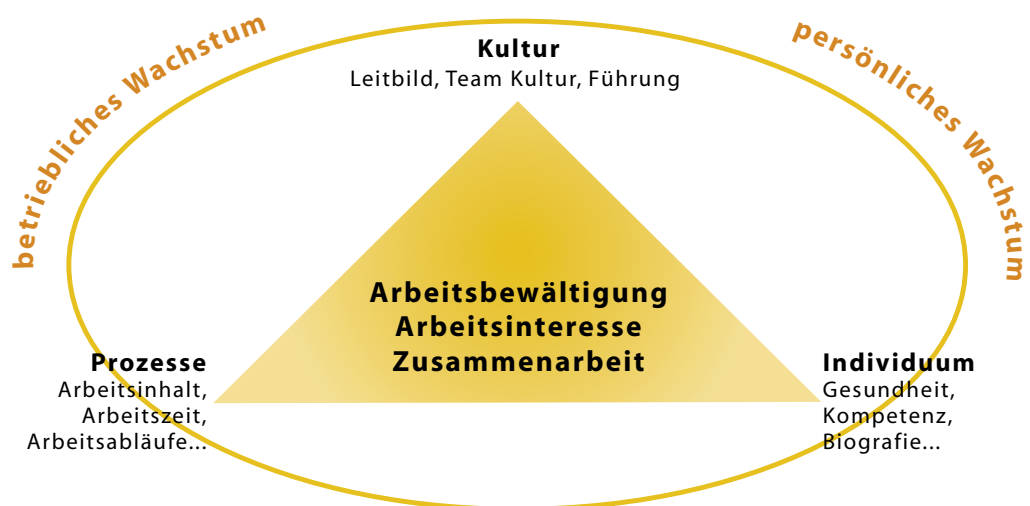 betriebliches Wachstum
persönliches Wachstum
Kultur
Leitbild, Team Kultur, Führung
Arbeitsbewältigung
Arbeitsinteresse
Zusammenarbeit
Prozesse
Arbeitsinhalt,
Arbeitszeit,
Arbeitsabläufe...
Individuum
Gesundheit,
Kompetenz,
Biografie...